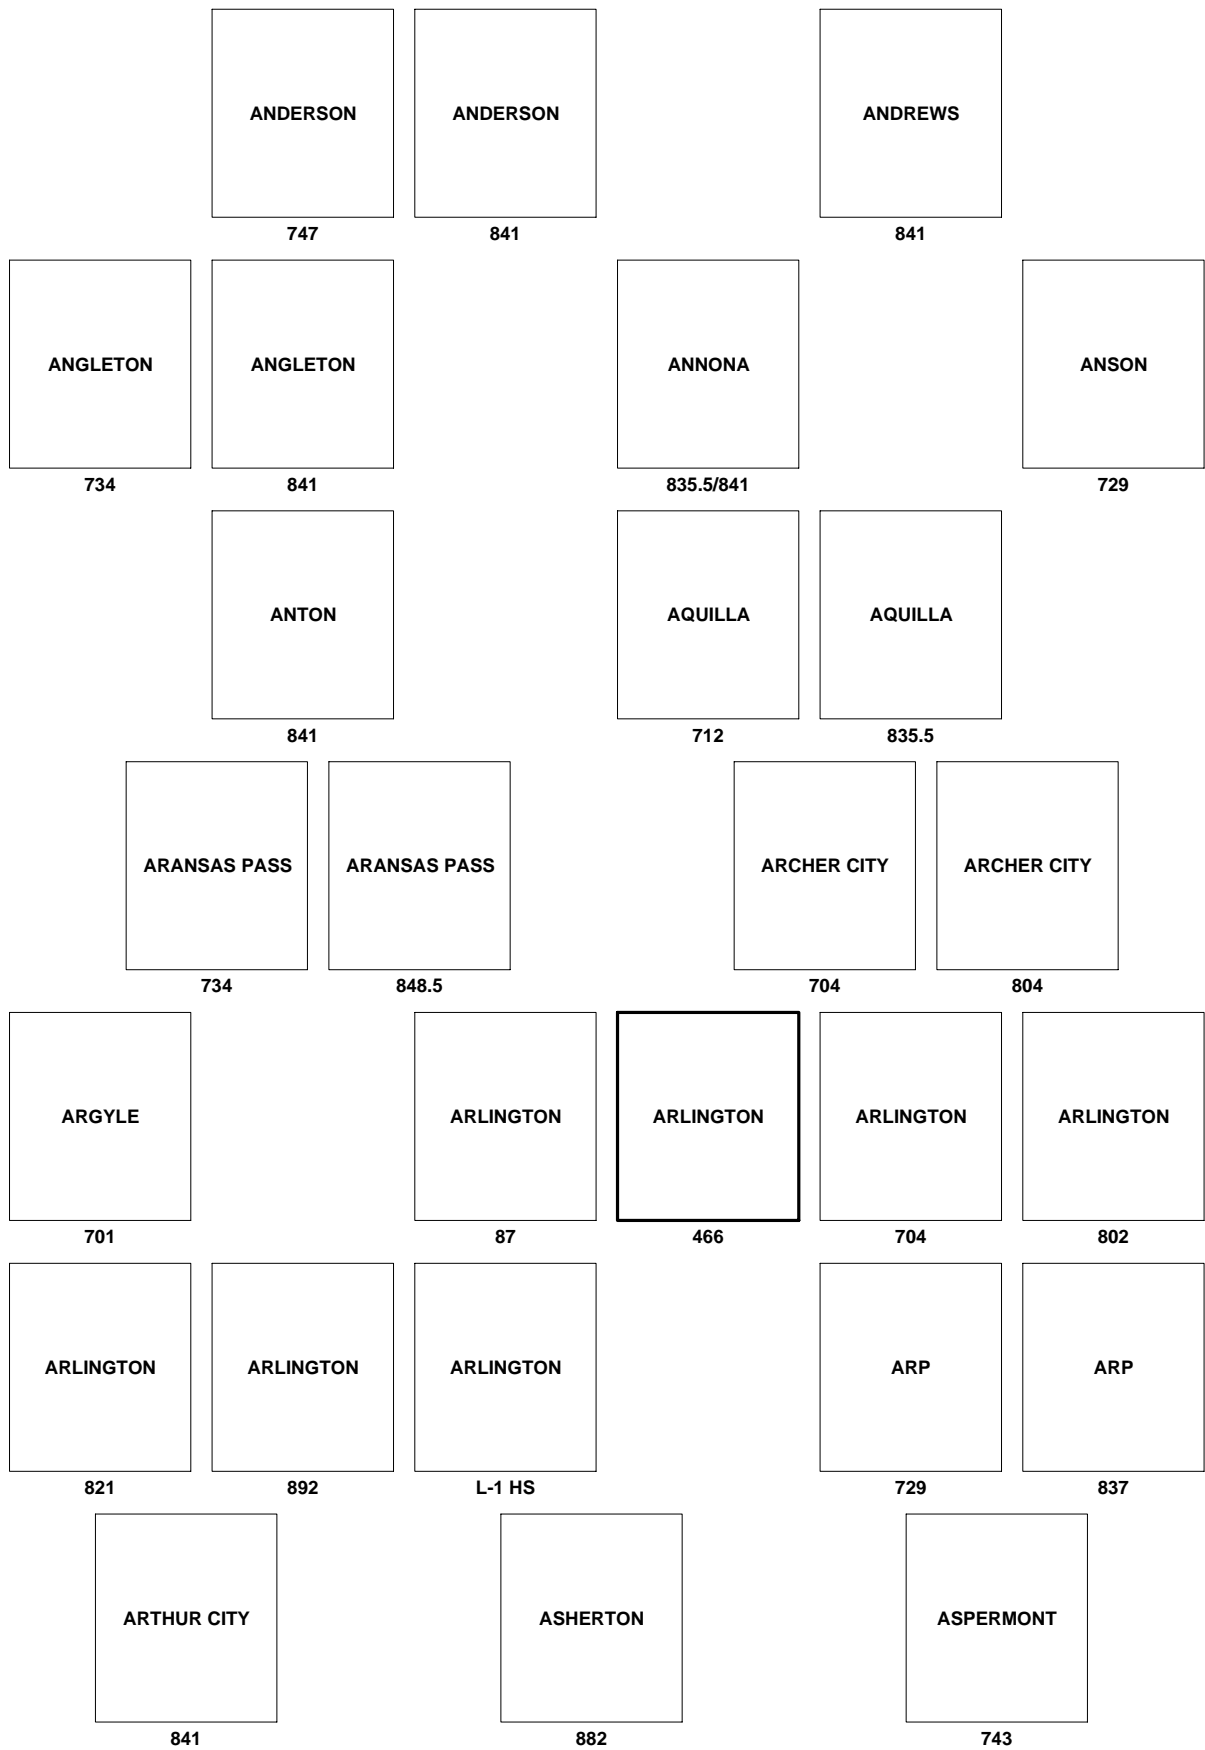 ANDERSON ANDERSON ANDREWS
747 841 841
ANGLETON ANGLETON ANNONA ANSON
734 841 835.5/841 729
ANTON AQUILLA AQUILLA
841 712 835.5
ARANSAS PASS ARANSAS PASS ARCHER CITY ARCHER CITY
734 848.5 704 804
ARGYLE ARLINGTON ARLINGTON ARLINGTON ARLINGTON
701 87 466 704 802
ARLINGTON ARLINGTON ARLINGTON ARP ARP
821 892 L-1 HS 729 837
ARTHUR CITY ASHERTON ASPERMONT
841 882 743